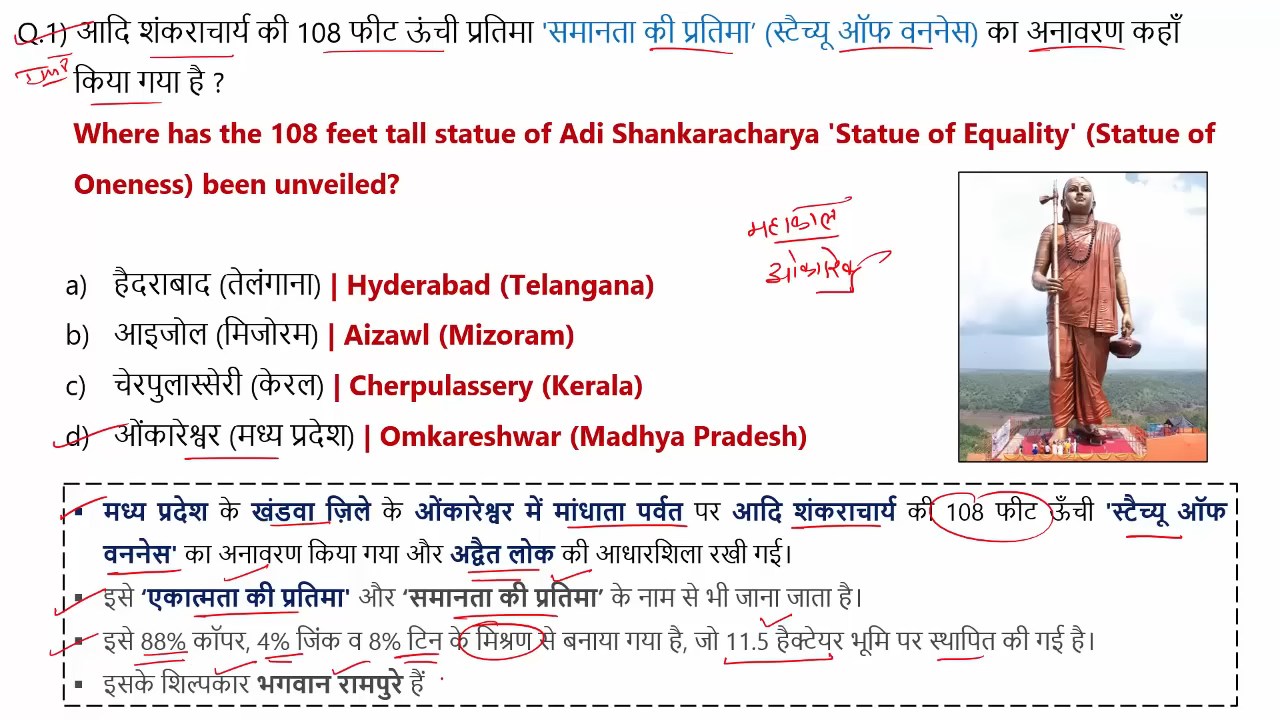 Q.1) आदि शंकराचार्य की 108 फीट ऊंची प्रतिमा 'समानता की प्रतिमा’ (स्टैच्यू ऑफ वननेस) का अनावरण कहाँ
किया गया है ?
Where has the 108 feet tall statue of Adi Shankaracharya 'Statue of Equality' (Statue of
Oneness) been unveiled?
महाकाल
a) हैदराबाद (तेलंगाना) | Hyderabad (Telangana)
b) आइजोल (मिजोरम) | Aizawl (Mizoram)
c) चेरपुलास्सेरी (केरल) | Cherpulassery (Kerala)
d) ओंकारेश्वर (मध्य प्रदेश) | Omkareshwar (Madhya Pradesh)
▪ मध्य प्रदेश के खंडवा ज़िले के ओंकारेश्वर में मांधाता पर्वत पर आदि शंकराचार्य की 108 फीट ऊँची 'स्टैच्यू ऑफ
वननेस' का अनावरण किया गया और अद्वैत लोक की आधारशिला रखी गई।
▪ इसे ‘एकात्मता की प्रतिमा' और ‘समानता की प्रतिमा’ के नाम से भी जाना जाता है।
▪ इसे 88% कॉपर, 4% जिंक व 8% टिन के मिश्रण से बनाया गया है, जो 11.5 हैक्टेयर भूमि पर स्थापित की गई है।
▪ इसके शिल्पकार भगवान रामपुरे हैं